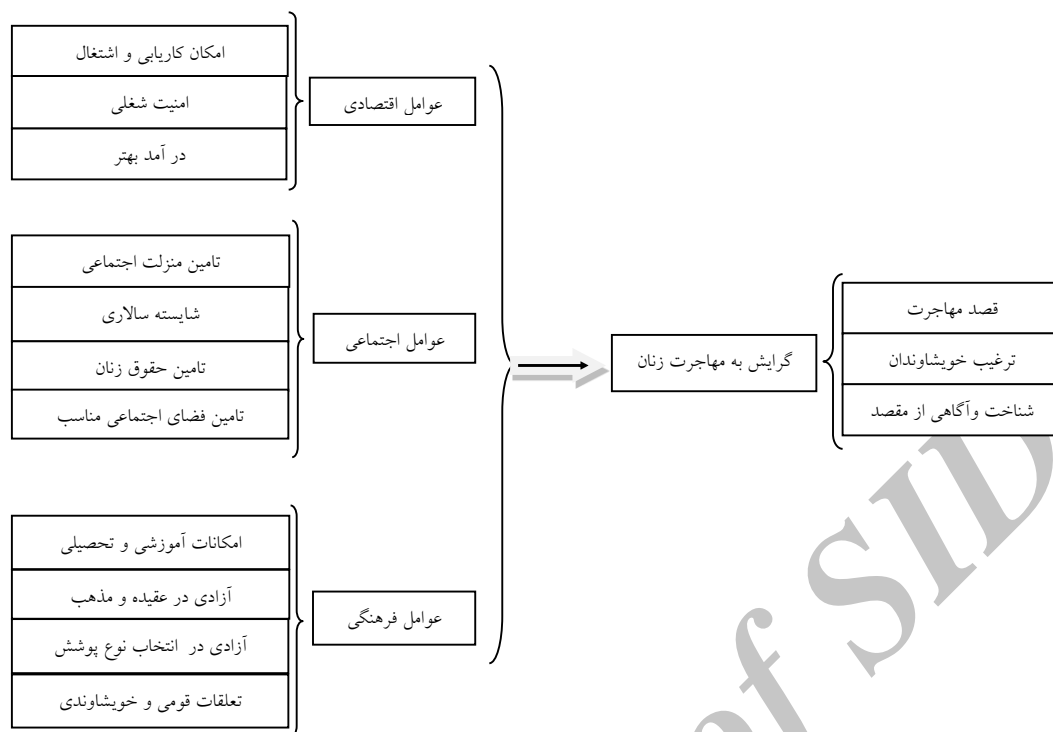 امکان کاریابی و اشتغال
امنیت شغلی
در آمد بهتر
عوامل اقتصادی
تامین منزلت اجتماعی
شایسته سالاری
تامین حقوق زنان
تامین فضای اجتماعی مناسب
عوامل اجتماعی
امکانات آموزشی و تحصیلی
آزادی در عقیده و مذهب
آزادی در انتخاب نوع پوشش
تعلقات قومی و خویشاوندی
عوامل فرهنگی
گرایش به مهاجرت زنان
قصد مهاجرت
ترغیب خویشاوندان
شناخت وآگاهی از مقصد
of SID